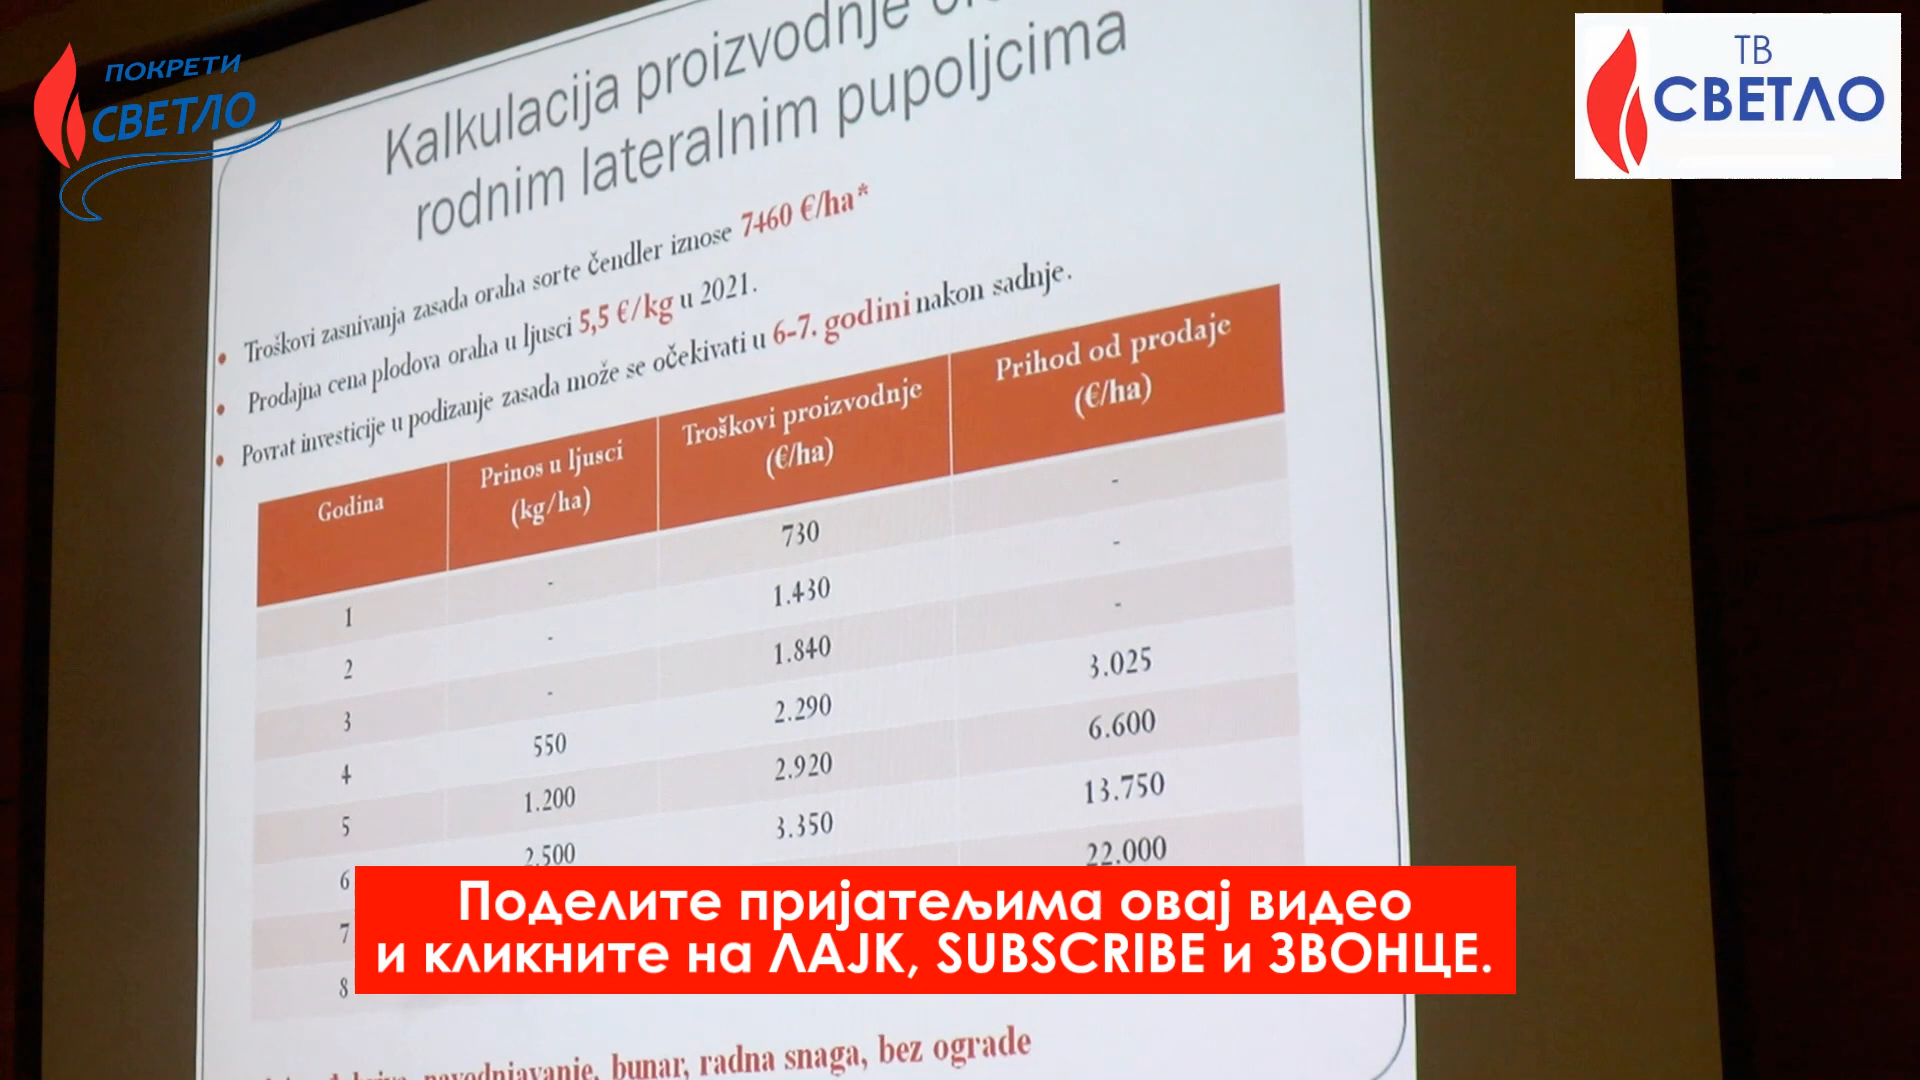 ПОКРЕТИ
СВЕТЛО
ТВ
СВЕТЛО
Kalkulacija proizvodnje
rodnim lateralnim pupoljcima
• Troškovi zasnivanja zasada oraha sorte čendler iznose 7460 €/ha*
• Prodajna cena plodova oraha u ljusci 5,5 €/kg u 2021.
• Povrat investicije u podizanje zasada može se očekivati u 6-7. godini nakon sadnje.
Godina Prinos u ljusci (kg/ha) Troškovi proizvodnje (€/ha) Prihod od prodaje (€/ha)
1 - 730 -
2 - 1.430 -
3 - 1.840 -
4 550 2.290 3.025
5 1.200 2.920 6.600
6 2.500 3.350 13.750
7 22.000
8
Поделите пријатељима овај видео
и кликните на ЛАЈК, SUBSCRIBE и ЗВОНЦЕ.
navodnjavanje, bunar, radna snaga, bez ograde